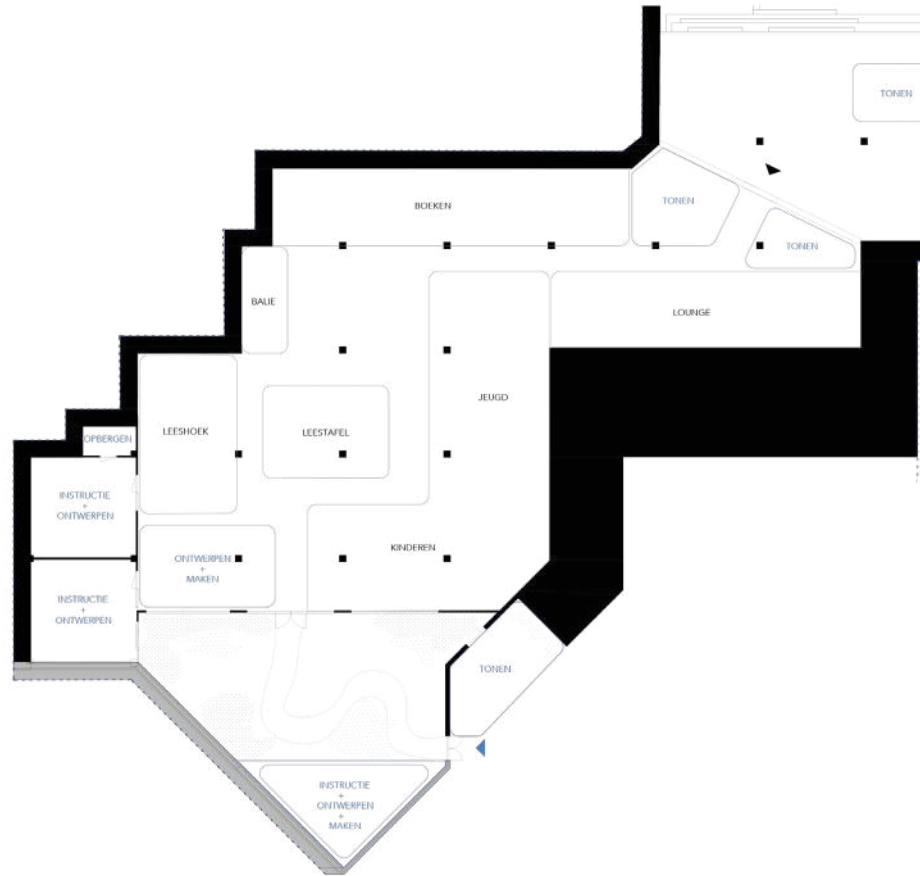 TONEN
BOEKEN
TONEN
TONEN
BALIE
LOUNGE
JEUGD
LEESHOEK
LEESTAFEL
OPBERGEN
INSTRUCTIE
+
ONTWERPEN
KINDEREN
ONTWERPEN
+
MAKEN
INSTRUCTIE
+
ONTWERPEN
TONEN
INSTRUCTIE
+
ONTWERPEN
+
MAKEN